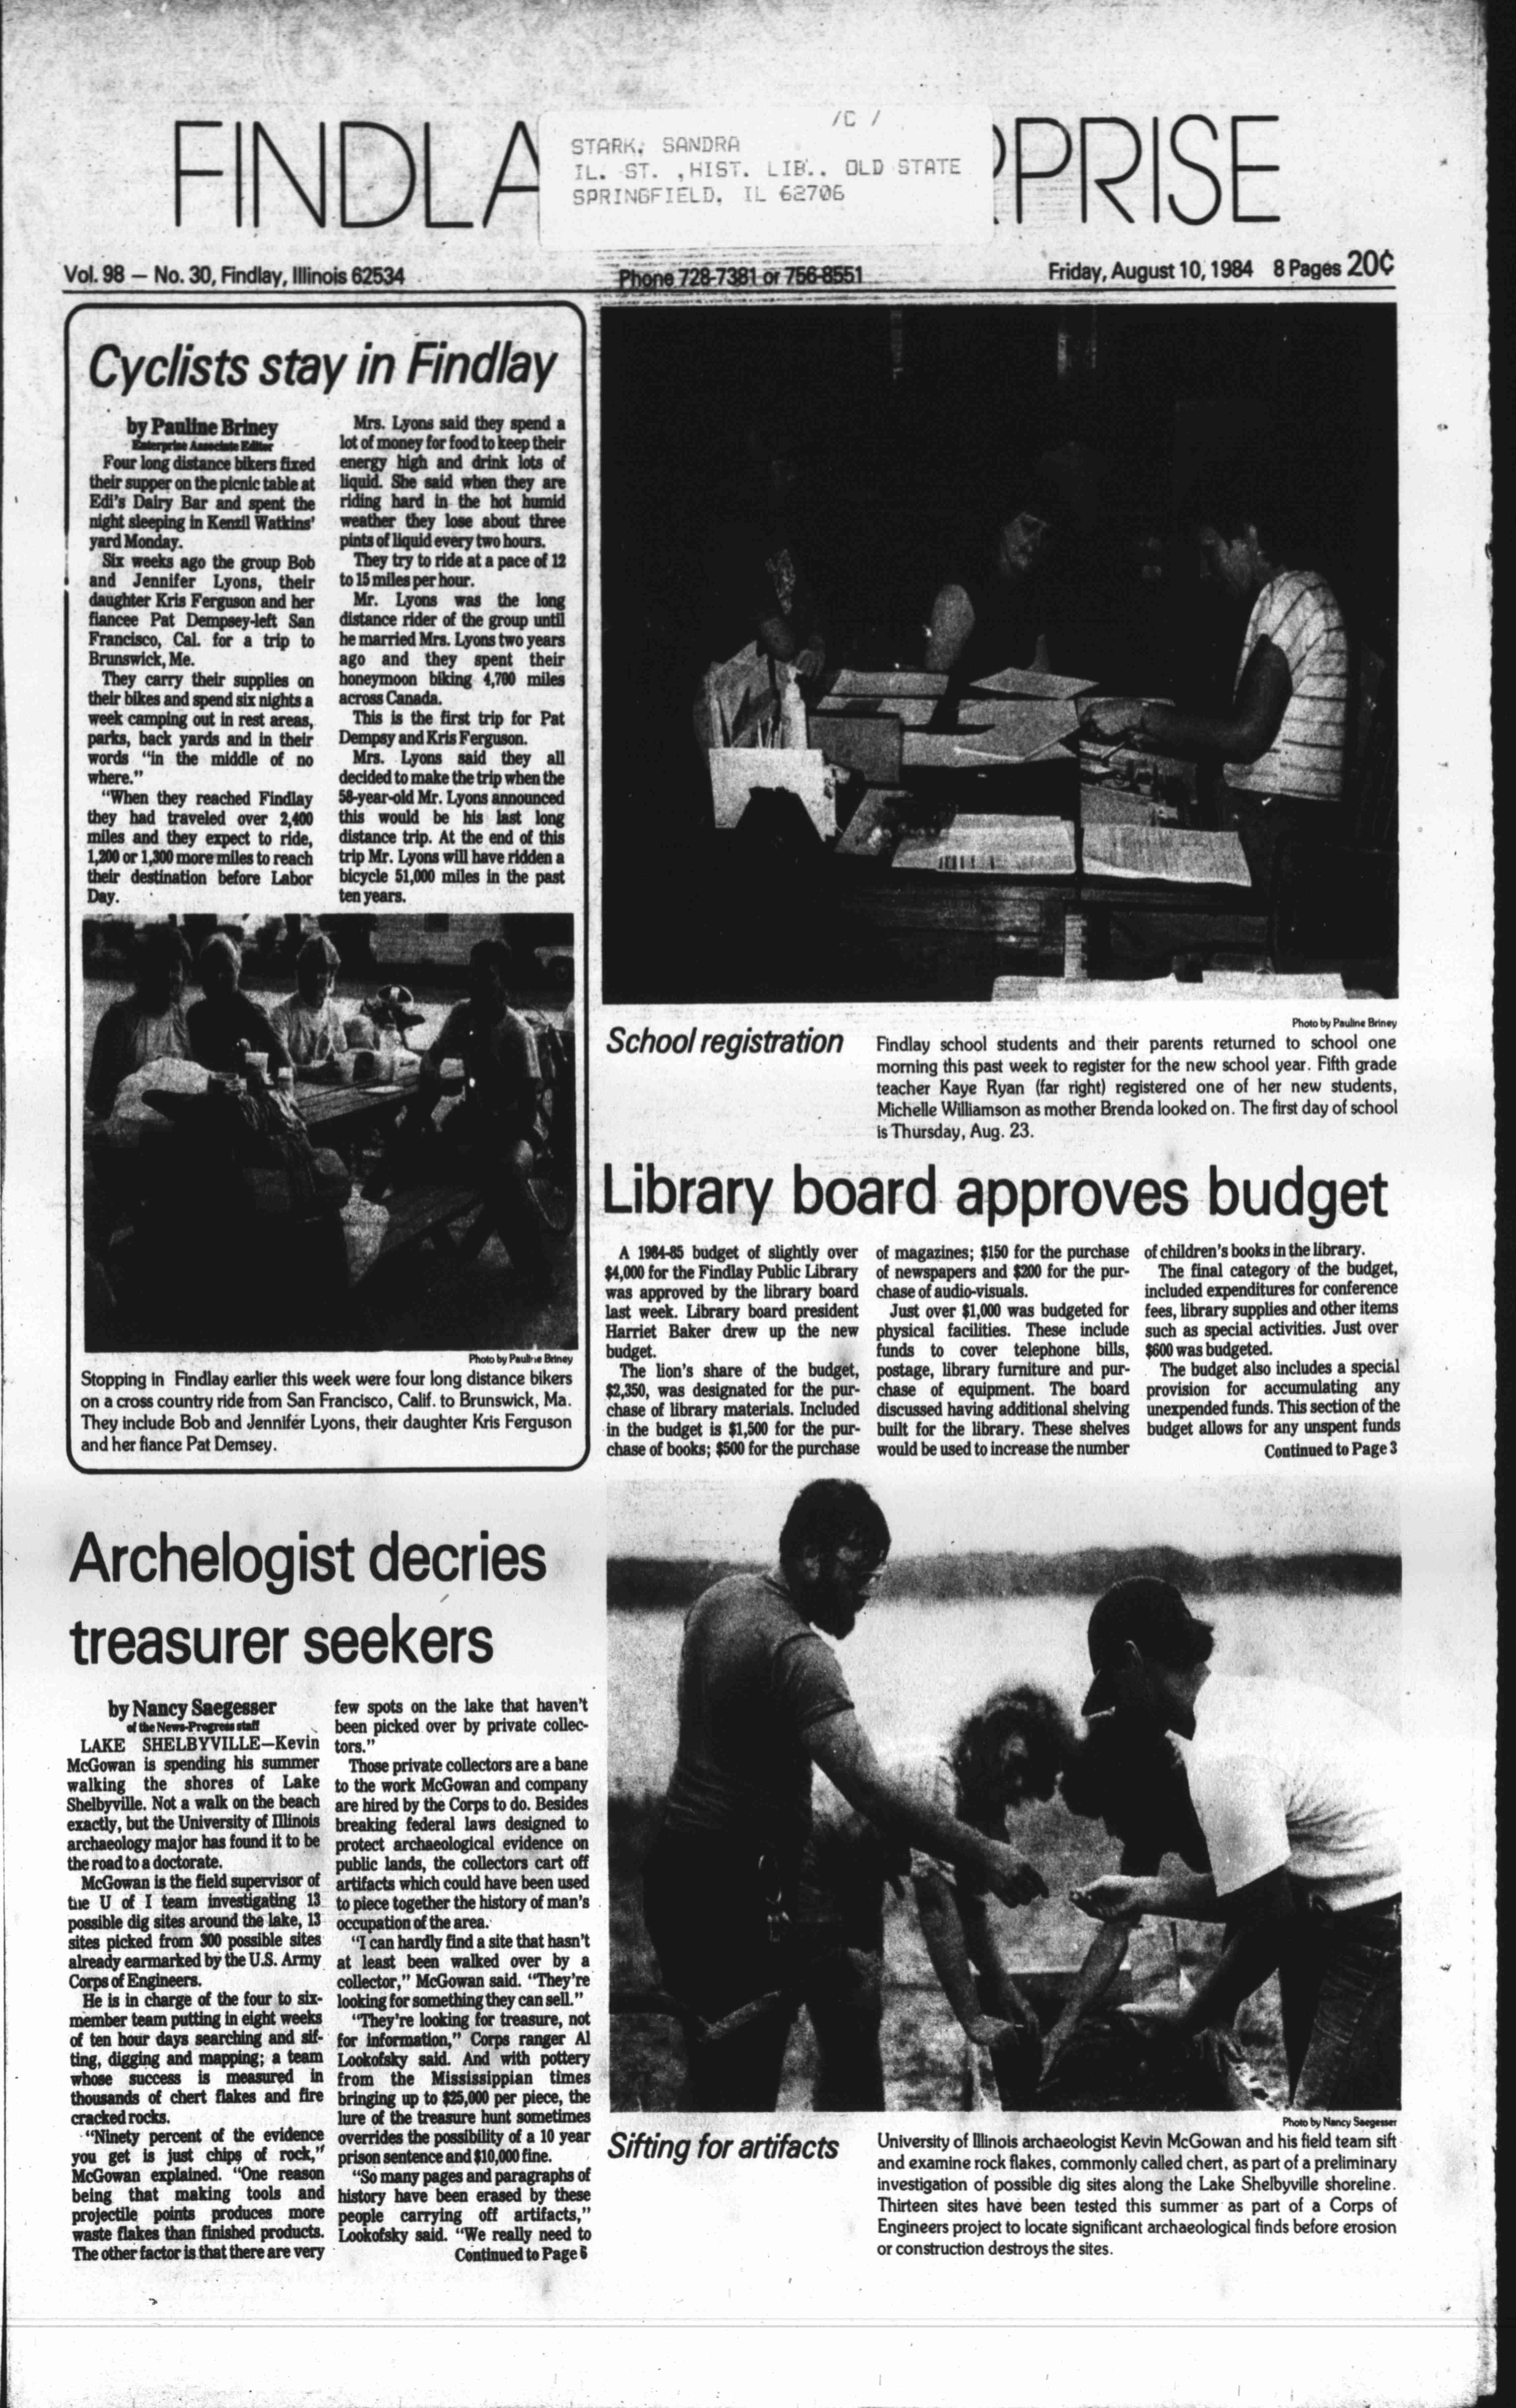 FINDLA
PRISE
/C /
STARK, SANDRA
IL. ST. ,HIST. LIB.. OLD STATE
SPRINGFIELD, IL 62706
Vol. 98 — No. 30, Findlay, Illinois 62534
Phone 728-7381 or 756-8551
Friday, August 10, 1984 8 Pages 20¢
Cyclists stay in Findlay
by Pauline Briney
Enterprise Associate Editor
Four long distance bikers fixed
their supper on the picnic table at
Edi's Dairy Bar and spent the
night sleeping in Kenzil Watkins'
yard Monday.
Six weeks ago the group Bob
and Jennifer Lyons, their
daughter Kris Ferguson and her
fiancee Pat Dempsey-left San
Francisco, Cal. for a trip to
Brunswick, Me.
They carry their supplies on
their bikes and spend six nights a
week camping out in rest areas,
parks, back yards and in their
words "in the middle of no
where."
"When they reached Findlay
they had traveled over 2,400
miles and they expect to ride,
1,200 or 1,300 more miles to reach
their destination before Labor
Day.
Mrs. Lyons said they spend a
lot of money for food to keep their
energy high and drink lots of
liquid. She said when they are
riding hard in the hot humid
weather they lose about three
pints of liquid every two hours.
They try to ride at a pace of 12
to 15 miles per hour.
Mr. Lyons was the long
distance rider of the group until
he married Mrs. Lyons two years
ago and they spent their
honeymoon biking 4,700 miles
across Canada.
This is the first trip for Pat
Dempsy and Kris Ferguson.
Mrs. Lyons said they all
decided to make the trip when the
58-year-old Mr. Lyons announced
this would be his last long
distance trip. At the end of this
trip Mr. Lyons will have ridden a
bicycle 51,000 miles in the past
ten years.
Photo by Pauline Briney
Stopping in Findlay earlier this week were four long distance bikers
on a cross country ride from San Francisco, Calif. to Brunswick, Ma.
They include Bob and Jennifer Lyons, their daughter Kris Ferguson
and her fiance Pat Demsey.
Photo by Pauline Briney
School registration
Findlay school students and their parents returned to school one
morning this past week to register for the new school year. Fifth grade
teacher Kaye Ryan (far right) registered one of her new students,
Michelle Williamson as mother Brenda looked on. The first day of school
is Thursday, Aug. 23.
Library board approves budget
A 1984-85 budget of slightly over
$4,000 for the Findlay Public Library
was approved by the library board
last week. Library board president
Harriet Baker drew up the new
budget.
The lion's share of the budget,
$2,350, was designated for the pur-
chase of library materials. Included
in the budget is $1,500 for the pur-
chase of books; $500 for the purchase
of magazines; $150 for the purchase
of newspapers and $200 for the pur-
chase of audio-visuals.
Just over $1,000 was budgeted for
physical facilities. These include
funds to cover telephone bills,
postage, library furniture and pur-
chase of equipment. The board
discussed having additional shelving
built for the library. These shelves
would be used to increase the number
of children's books in the library.
The final category of the budget,
included expenditures for conference
fees, library supplies and other items
such as special activities. Just over
$600 was budgeted.
The budget also includes a special
provision for accumulating any
unexpended funds. This section of the
budget allows for any unspent funds
Continued to Page 3
Archelogist decries
treasurer seekers
by Nancy Saegesser
of the News-Progress staff
LAKE SHELBYVILLE—Kevin
McGowan is spending his summer
walking the shores of Lake
Shelbyville. Not a walk on the beach
exactly, but the University of Illinois
archaeology major has found it to be
the road to a doctorate.
McGowan is the field supervisor of
the U of I team investigating 13
possible dig sites around the lake, 13
sites picked from 300 possible sites
already earmarked by the U.S. Army
Corps of Engineers.
He is in charge of the four to six-
member team putting in eight weeks
of ten hour days searching and sif-
ting, digging and mapping; a team
whose success is measured in
thousands of chert flakes and fire
cracked rocks.
"Ninety percent of the evidence
you get is just chips of rock,"
McGowan explained. "One reason
being that making tools and
projectile points produces more
waste flakes than finished products.
The other factor is that there are very
few spots on the lake that haven't
been picked over by private collec-
tors."
Those private collectors are a bane
to the work McGowan and company
are hired by the Corps to do. Besides
breaking federal laws designed to
protect archaeological evidence on
public lands, the collectors cart off
artifacts which could have been used
to piece together the history of man's
occupation of the area.
"I can hardly find a site that hasn't
at least been walked over by a
collector," McGowan said. "They're
looking for something they can sell."
"They're looking for treasure, not
for information," Corps ranger Al
Lookofsky said. And with pottery
from the Mississippian times
bringing up to $25,000 per piece, the
lure of the treasure hunt sometimes
overrides the possibility of a 10 year
prison sentence and $10,000 fine.
"So many pages and paragraphs of
history have been erased by these
people carrying off artifacts,"
Lookofsky said. "We really need to
Continued to Page 6
Photo by Nancy Saegesser
Sifting for artifacts
University of Illinois archaeologist Kevin McGowan and his field team sift
and examine rock flakes, commonly called chert, as part of a preliminary
investigation of possible dig sites along the Lake Shelbyville shoreline.
Thirteen sites have been tested this summer as part of a Corps of
Engineers project to locate significant archaeological finds before erosion
or construction destroys the sites.